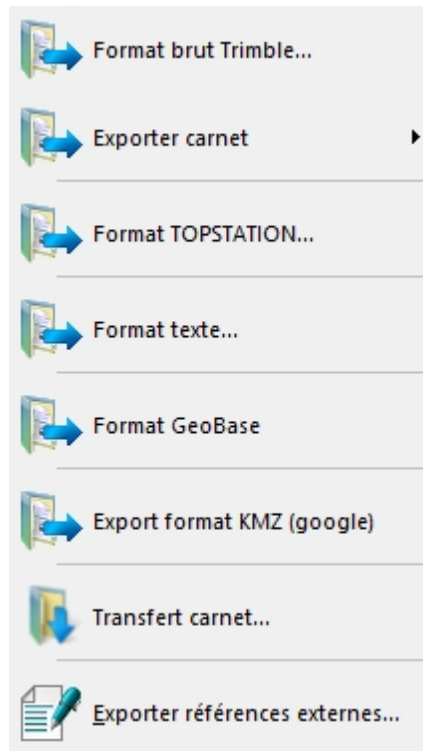 Format brut Trimble...
Exporter carnet
Format TOPSTATION...
Format texte...
Format GeoBase
Export format KMZ (google)
Transfert carnet...
Exporter références externes...